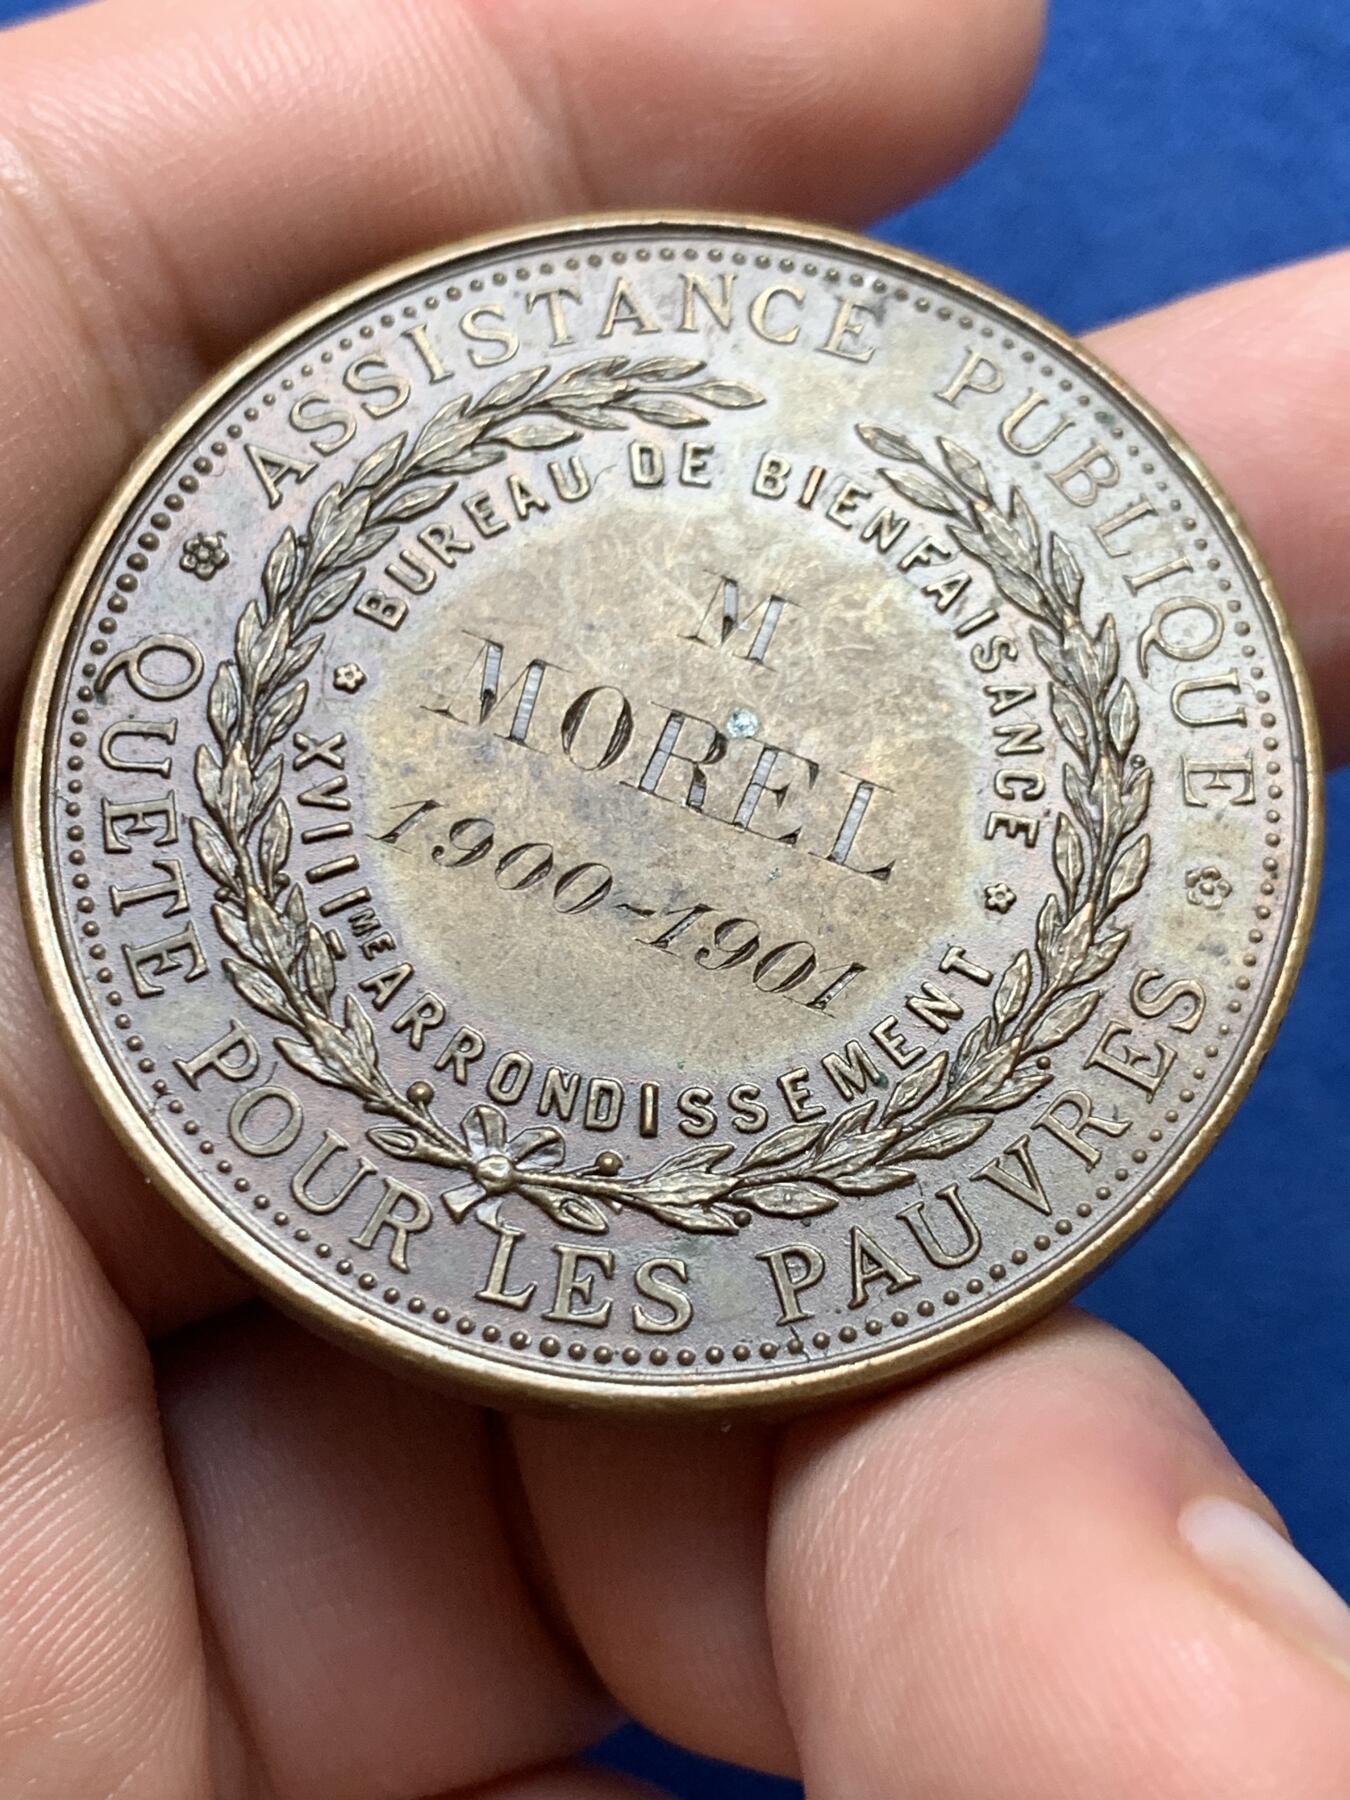 ASSISTANCE PUBLIQUE
QUETE POUR LES PAUVRES
BUREAU DE BIENFAISANCE
XVIIIME ARRONDISSEMENT
M
MOREL
1900-1901